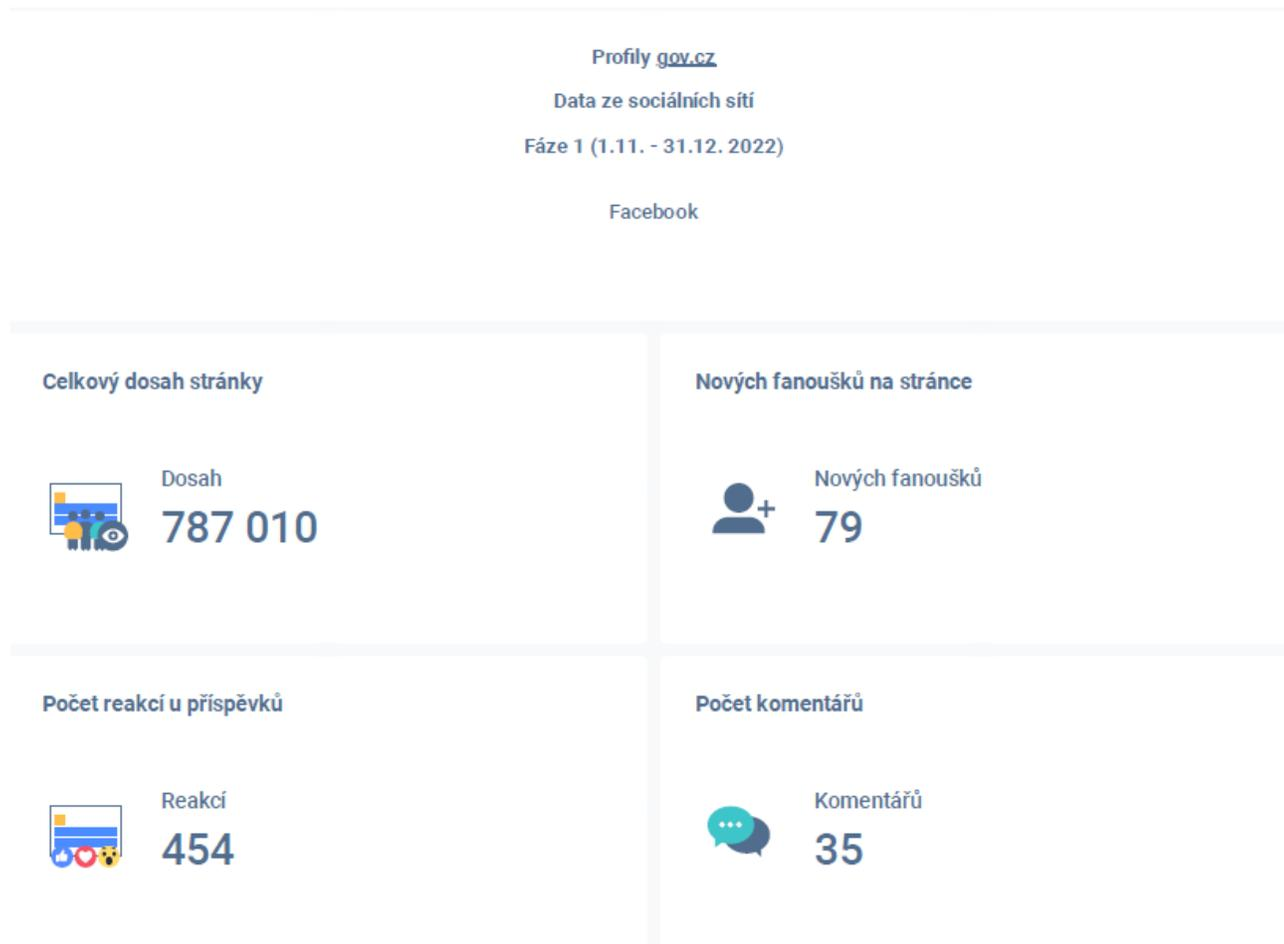 Profily gov.cz
Data ze sociálních sítí
Fáze 1 (1.11. - 31.12. 2022)
Facebook
Celkový dosah stránky
Dosah
787 010
Nových fanoušků na stránce
Nových fanoušků
79
Počet reakcí u příspěvků
Reakcí
454
Počet komentářů
Komentářů
35